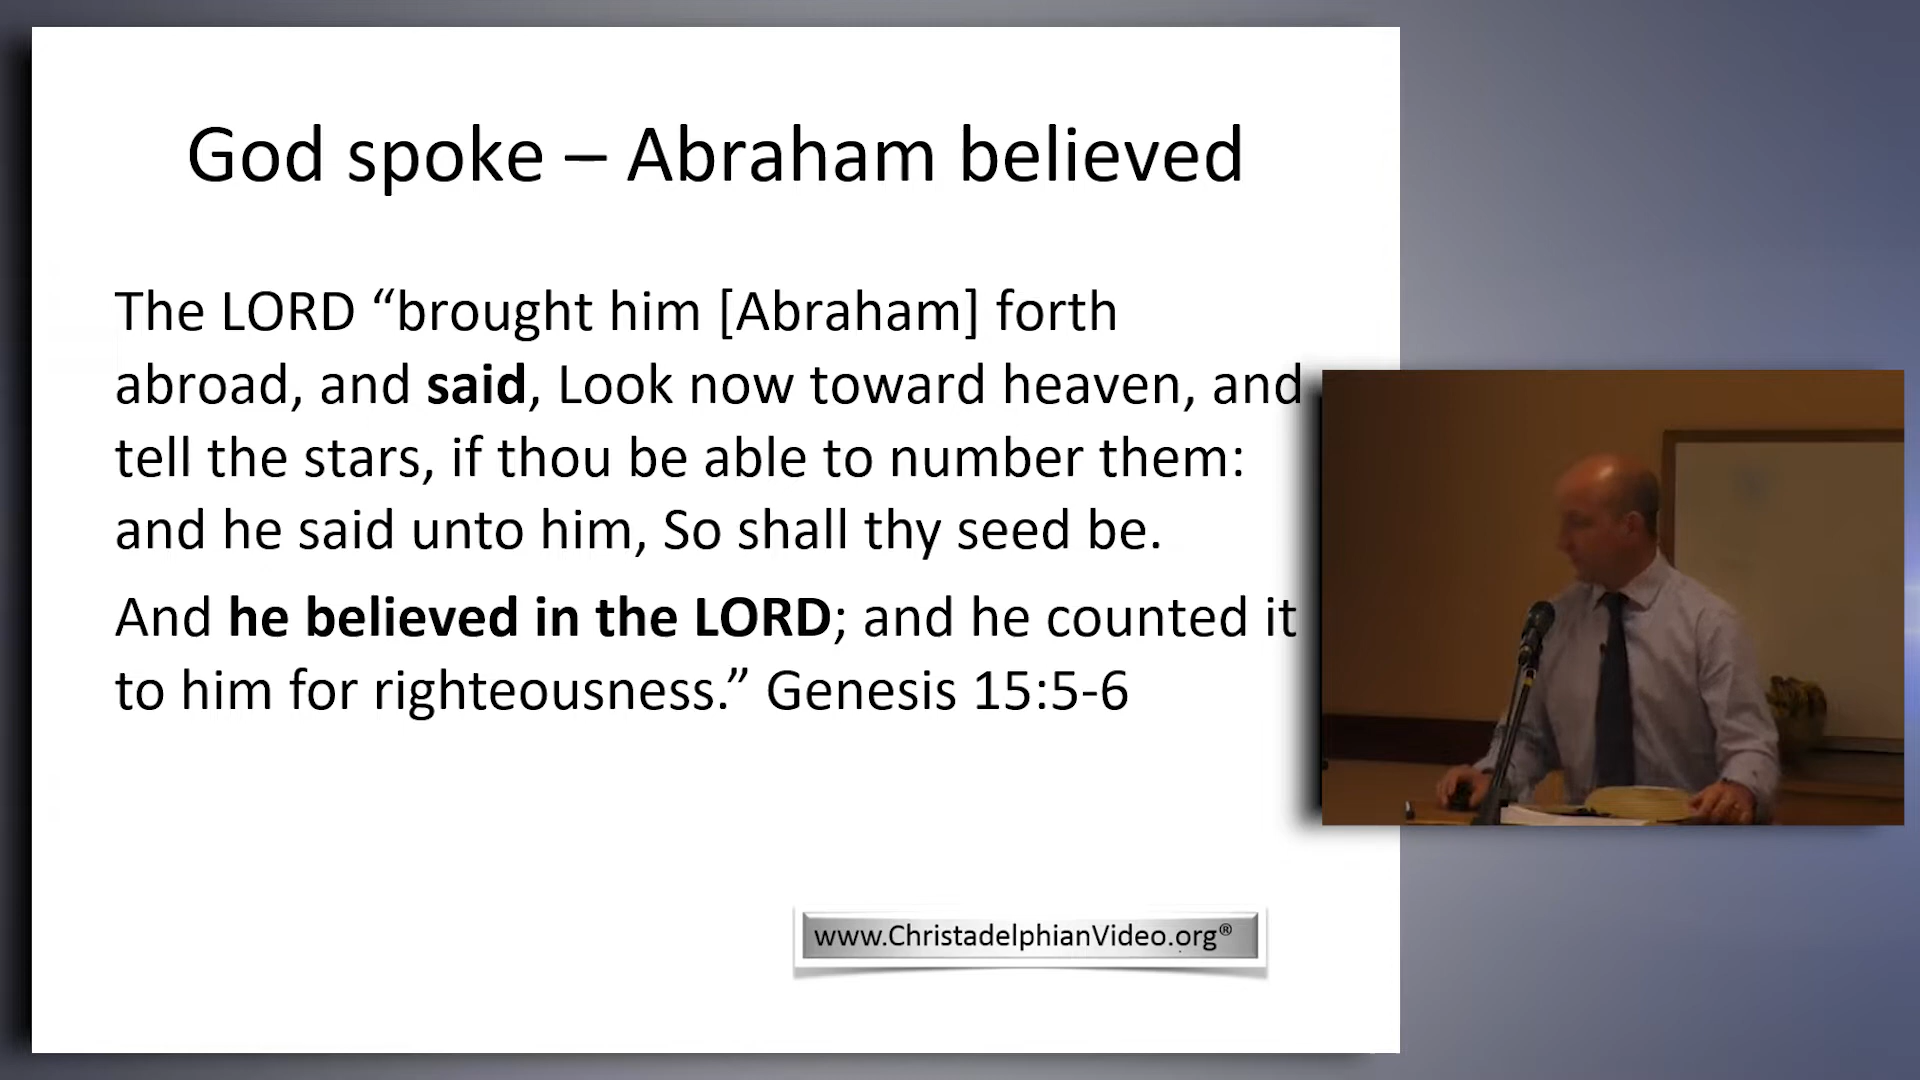 God spoke – Abraham believed
The LORD “brought him [Abraham] forth
abroad, and said, Look now toward heaven, and
tell the stars, if thou be able to number them:
and he said unto him, So shall thy seed be.
And he believed in the LORD; and he counted it
to him for righteousness.” Genesis 15:5-6
www.ChristadelphianVideo.org®